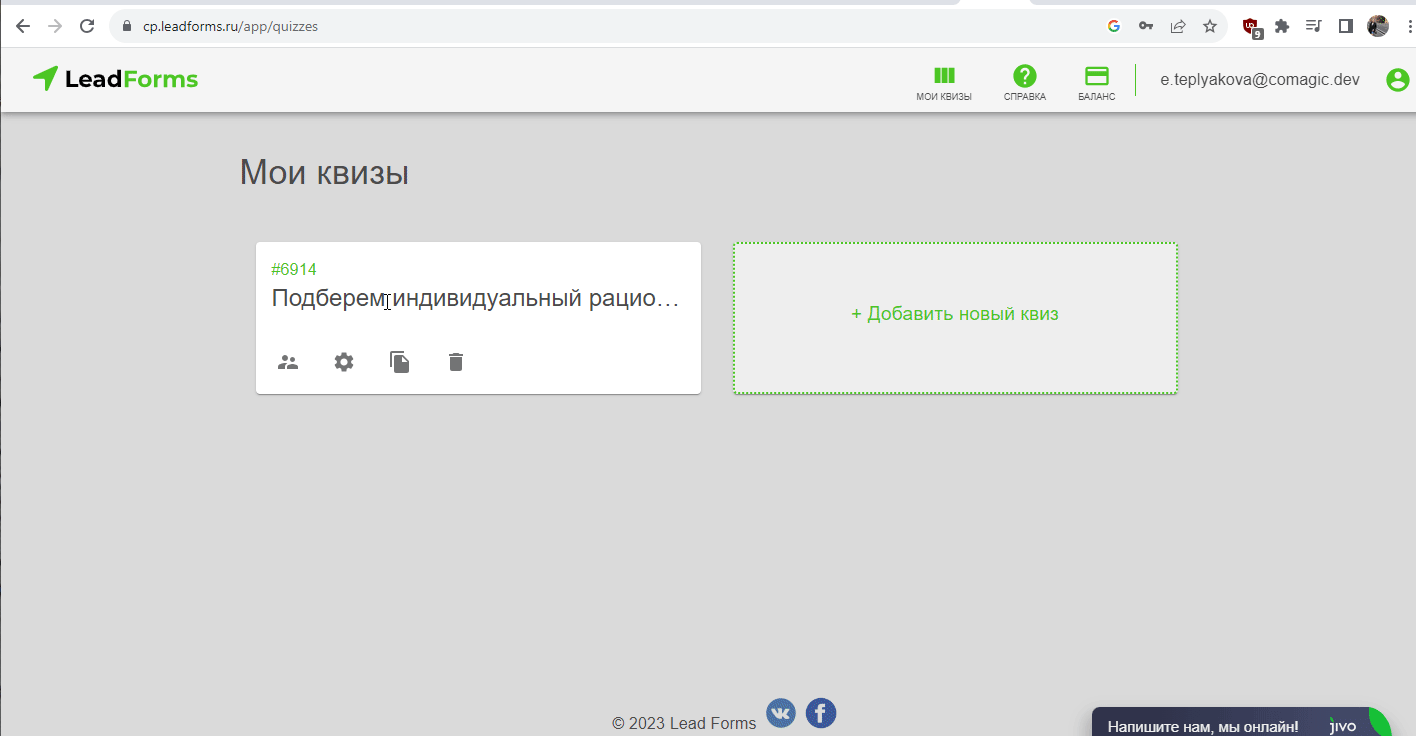 cp.leadforms.ru/app/quizzes
9
LeadForms
МОИ КВИЗЫ
СПРАВКА
БАЛАНС
e.teplyakova@comagic.dev
Мои квизы
#6914
Подберем индивидуальный рацио…
+ Добавить новый квиз
© 2023 Lead Forms
Напишите нам, мы онлайн!
jivo